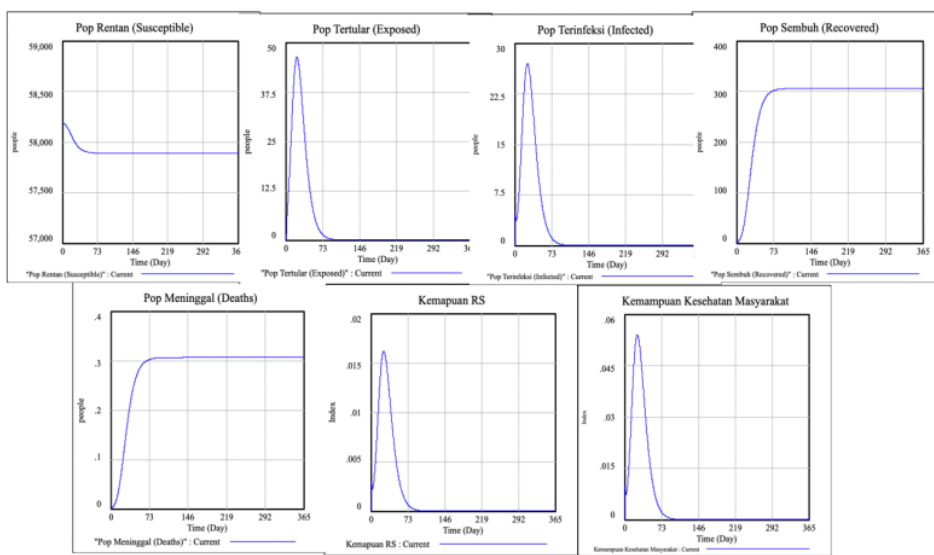 Pop Rentan (Susceptible)
59,000
58,500
58,000
57,500
57,000
people
0 73 146 219 292 36
Time (Day)
"Pop Rentan (Susceptible)" : Current
Pop Tertular (Exposed)
50
37.5
25
12.5
0
people
0 73 146 219 292 36
Time (Day)
"Pop Tertular (Exposed)" : Current
Pop Terinfeksi (Infected)
30
22.5
15
7.5
0
people
0 73 146 219 292 365
Time (Day)
"Pop Terinfeksi (Infected)" : Current
Pop Sembuh (Recovered)
400
300
200
100
0
people
0 73 146 219 292 365
Time (Day)
"Pop Sembuh (Recovered)" : Current
Pop Meninggal (Deaths)
.4
.3
.2
.1
0
people
0 73 146 219 292 365
Time (Day)
"Pop Meninggal (Deaths)" : Current
Kemapuan RS
.02
.015
.01
.005
0
Index
0 73 146 219 292 365
Time (Day)
Kemapuan RS : Current
Kemampuan Kesehatan Masyarakat
.06
.045
.03
.015
0
Index
0 73 146 219 292 365
Time (Day)
Kemampuan Kesehatan Masyarakat : Current